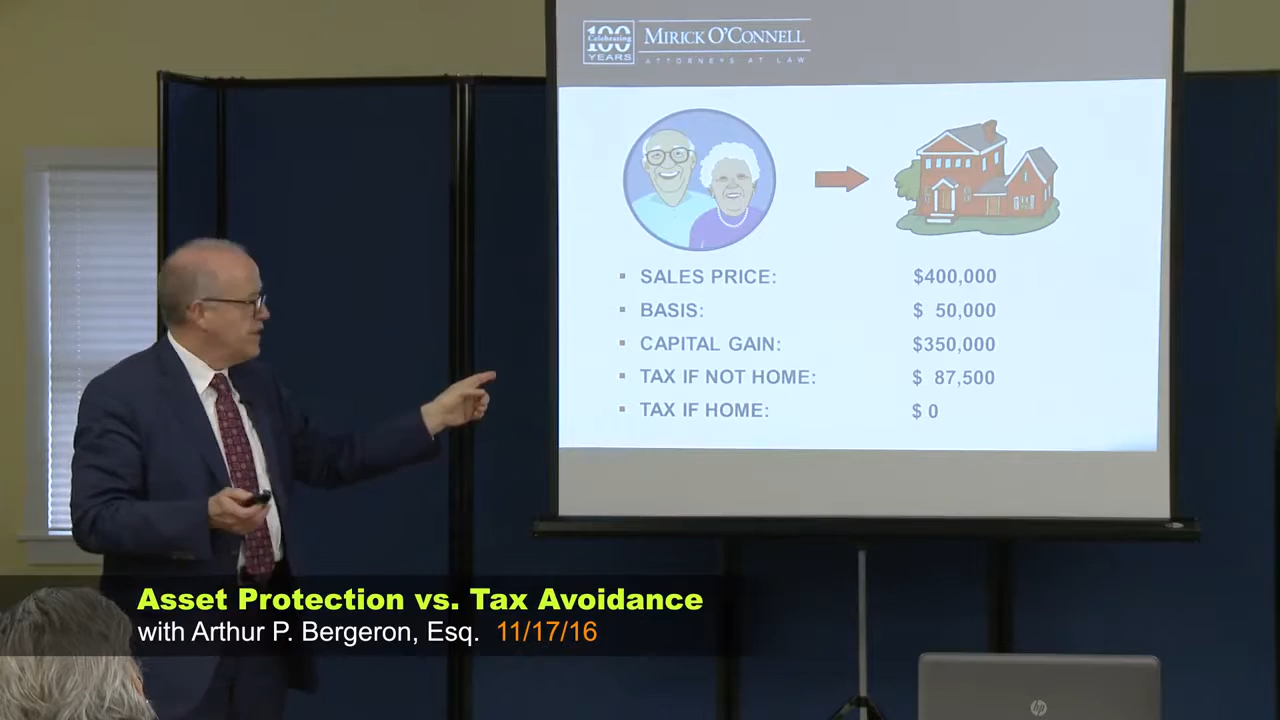 Celebrating
100
YEARS
MIRICK O'CONNELL
ATTORNEYS AT LAW
▪ SALES PRICE: $400,000
▪ BASIS: $ 50,000
▪ CAPITAL GAIN: $350,000
▪ TAX IF NOT HOME: $ 87,500
▪ TAX IF HOME: $ 0
Asset Protection vs. Tax Avoidance
with Arthur P. Bergeron, Esq. 11/17/16
hp